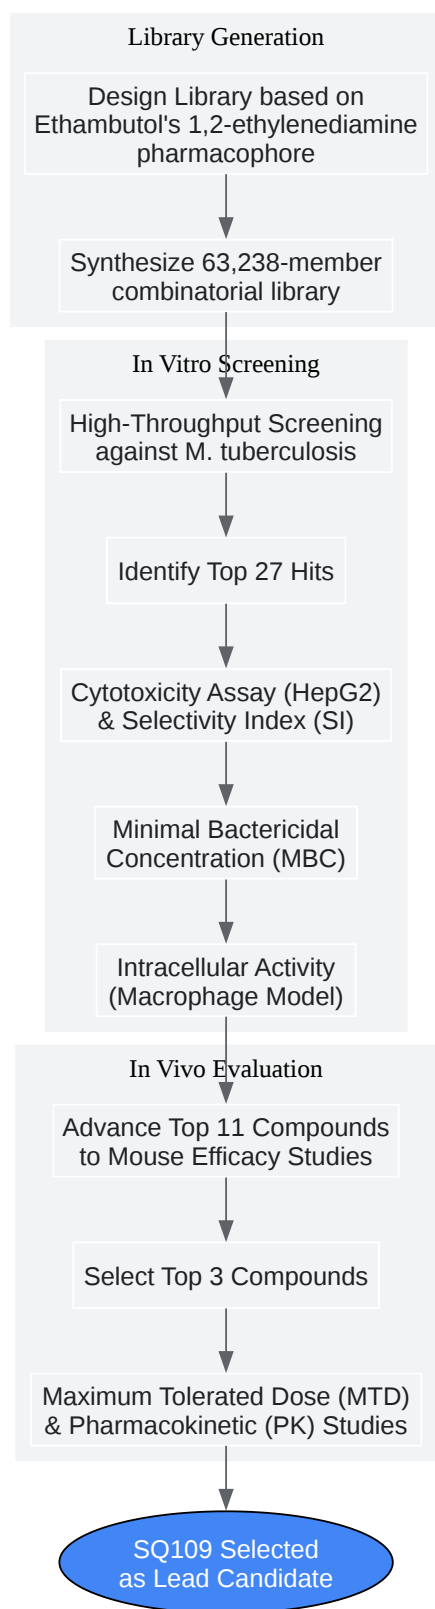 Library Generation
Design Library based on
Ethambutol's 1,2-ethylenediamine
pharmacophore
Synthesize 63,238-member
combinatorial library
In Vitro Screening
High-Throughput Screening
against M. tuberculosis
Identify Top 27 Hits
Cytotoxicity Assay (HepG2)
& Selectivity Index (SI)
Minimal Bactericidal
Concentration (MBC)
Intracellular Activity
(Macrophage Model)
In Vivo Evaluation
Advance Top 11 Compounds
to Mouse Efficacy Studies
Select Top 3 Compounds
Maximum Tolerated Dose (MTD)
& Pharmacokinetic (PK) Studies
SQ109 Selected
as Lead Candidate